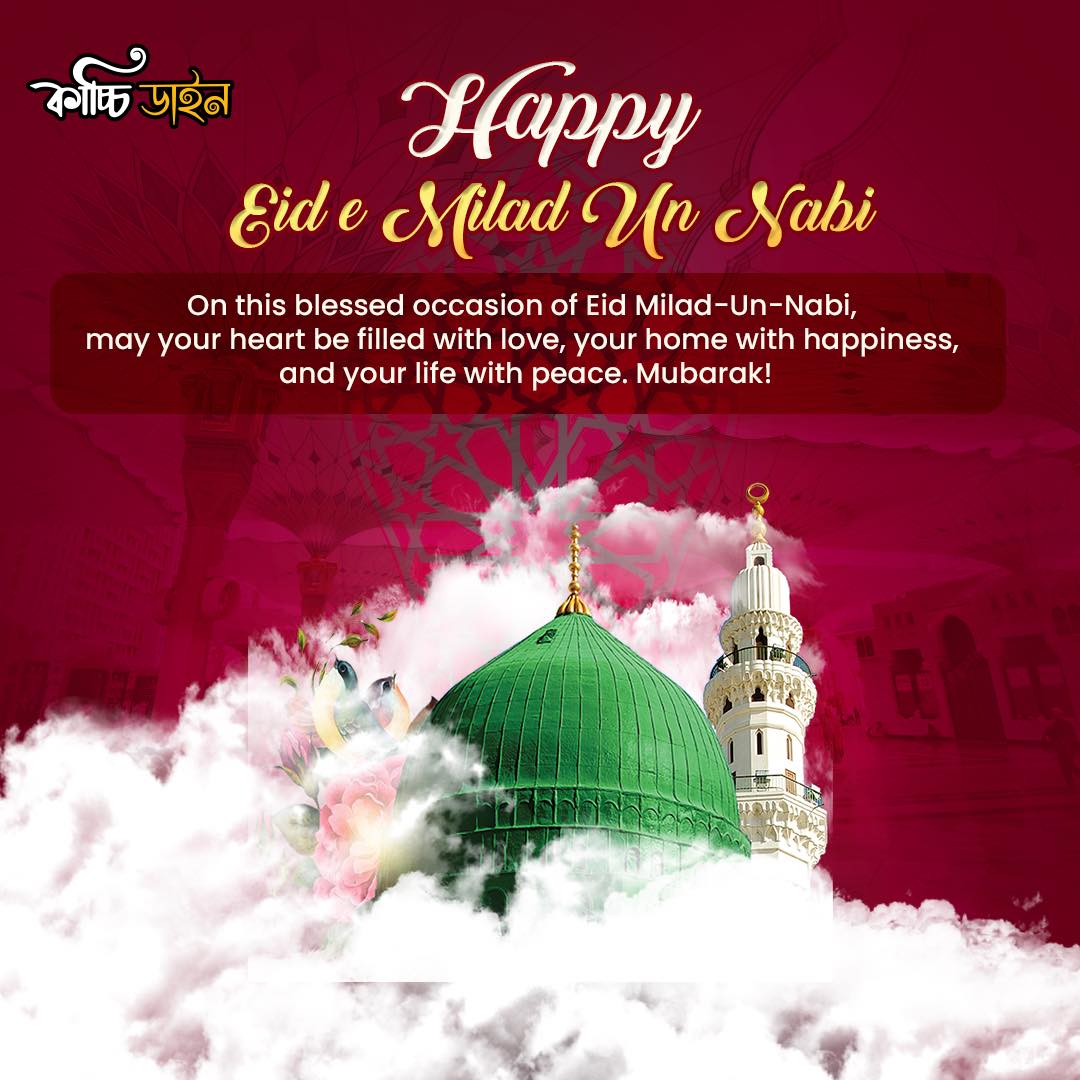 কাচ্চি ডাইন
Happy
Eid e Milad Un Nabi
On this blessed occasion of Eid Milad-Un-Nabi,
may your heart be filled with love, your home with happiness,
and your life with peace. Mubarak!